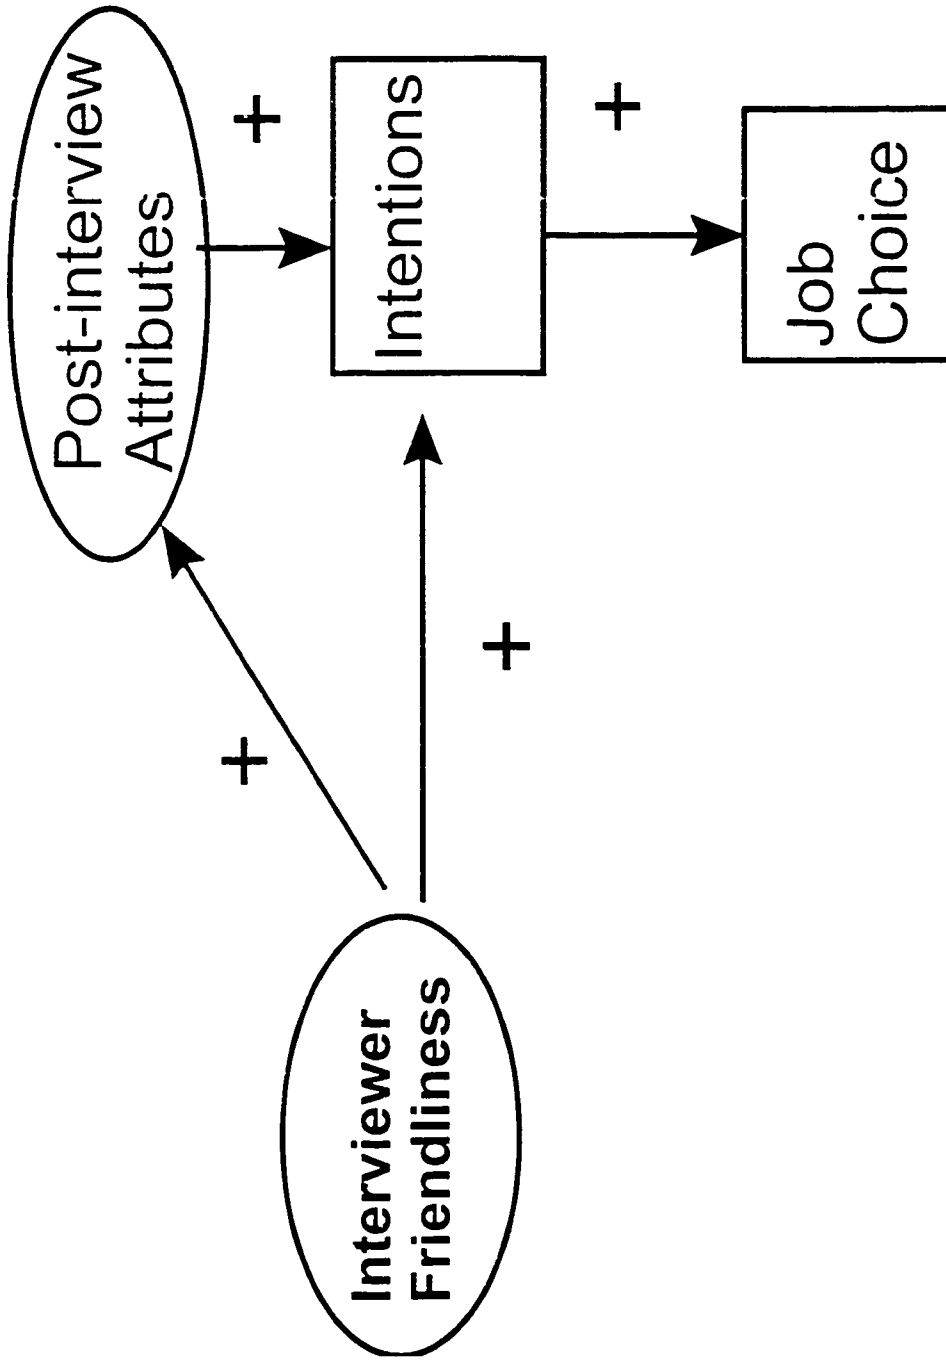 Post-interview
Attributes
+
+
Intentions
+
+
Interviewer
Friendliness
Job
Choice